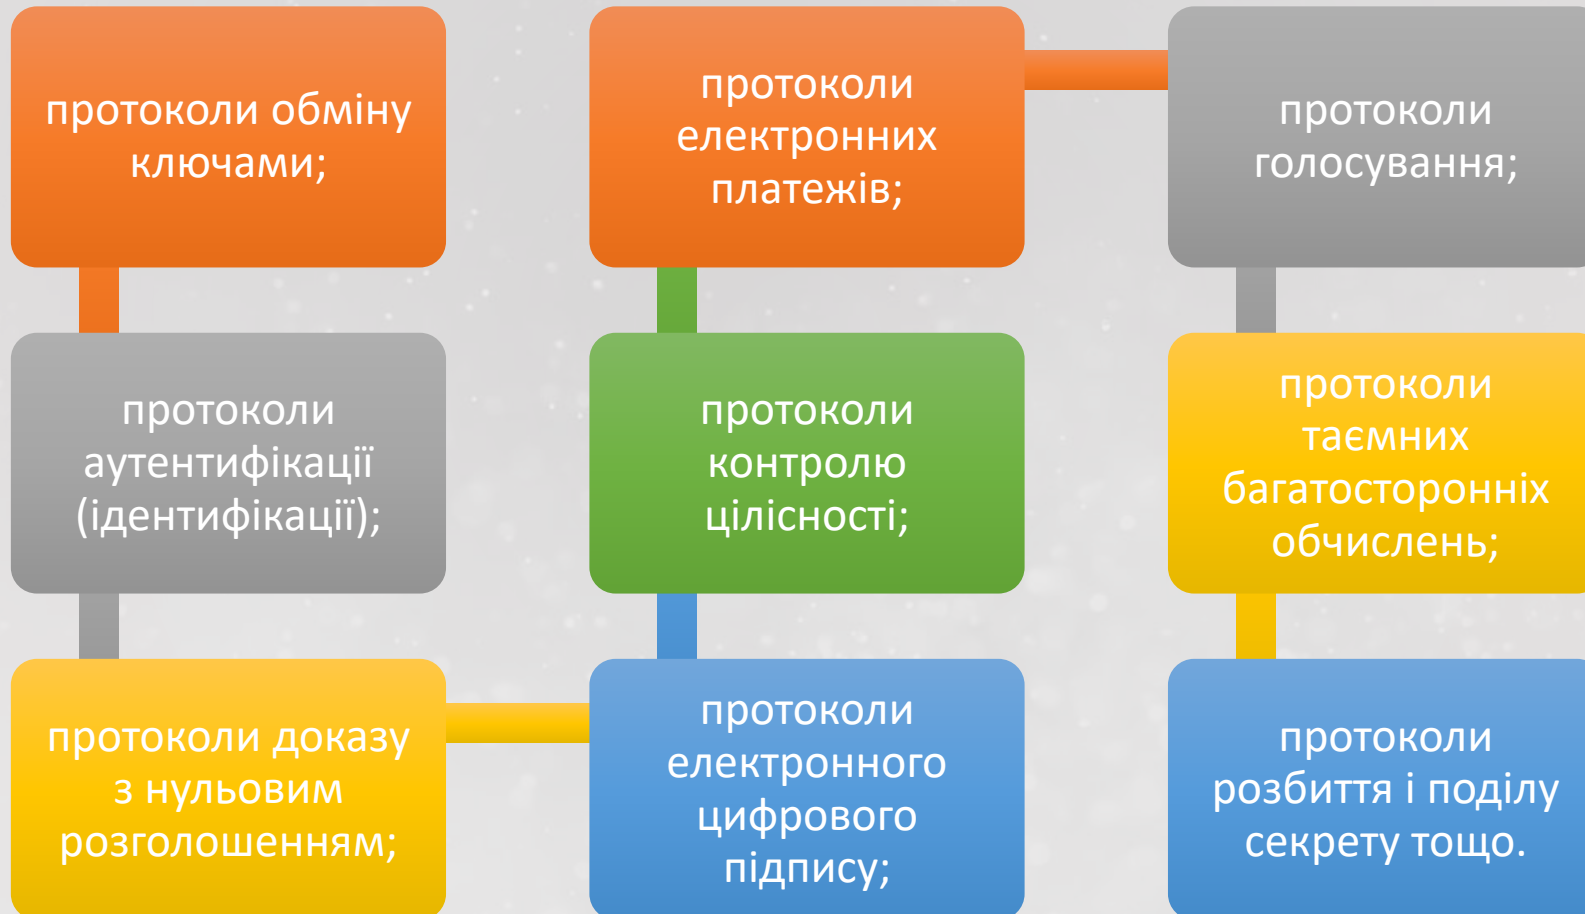 протоколи обміну
ключами;
протоколи
аутентифікації
(ідентифікації);
протоколи доказу
з нульовим
розголошенням;
протоколи
електронного
цифрового
підпису;
протоколи
контролю
цілісності;
протоколи
електронних
платежів;
протоколи
голосування;
протоколи
таємних
багатосторонніх
обчислень;
протоколи
розбиття і поділу
секрету тощо.